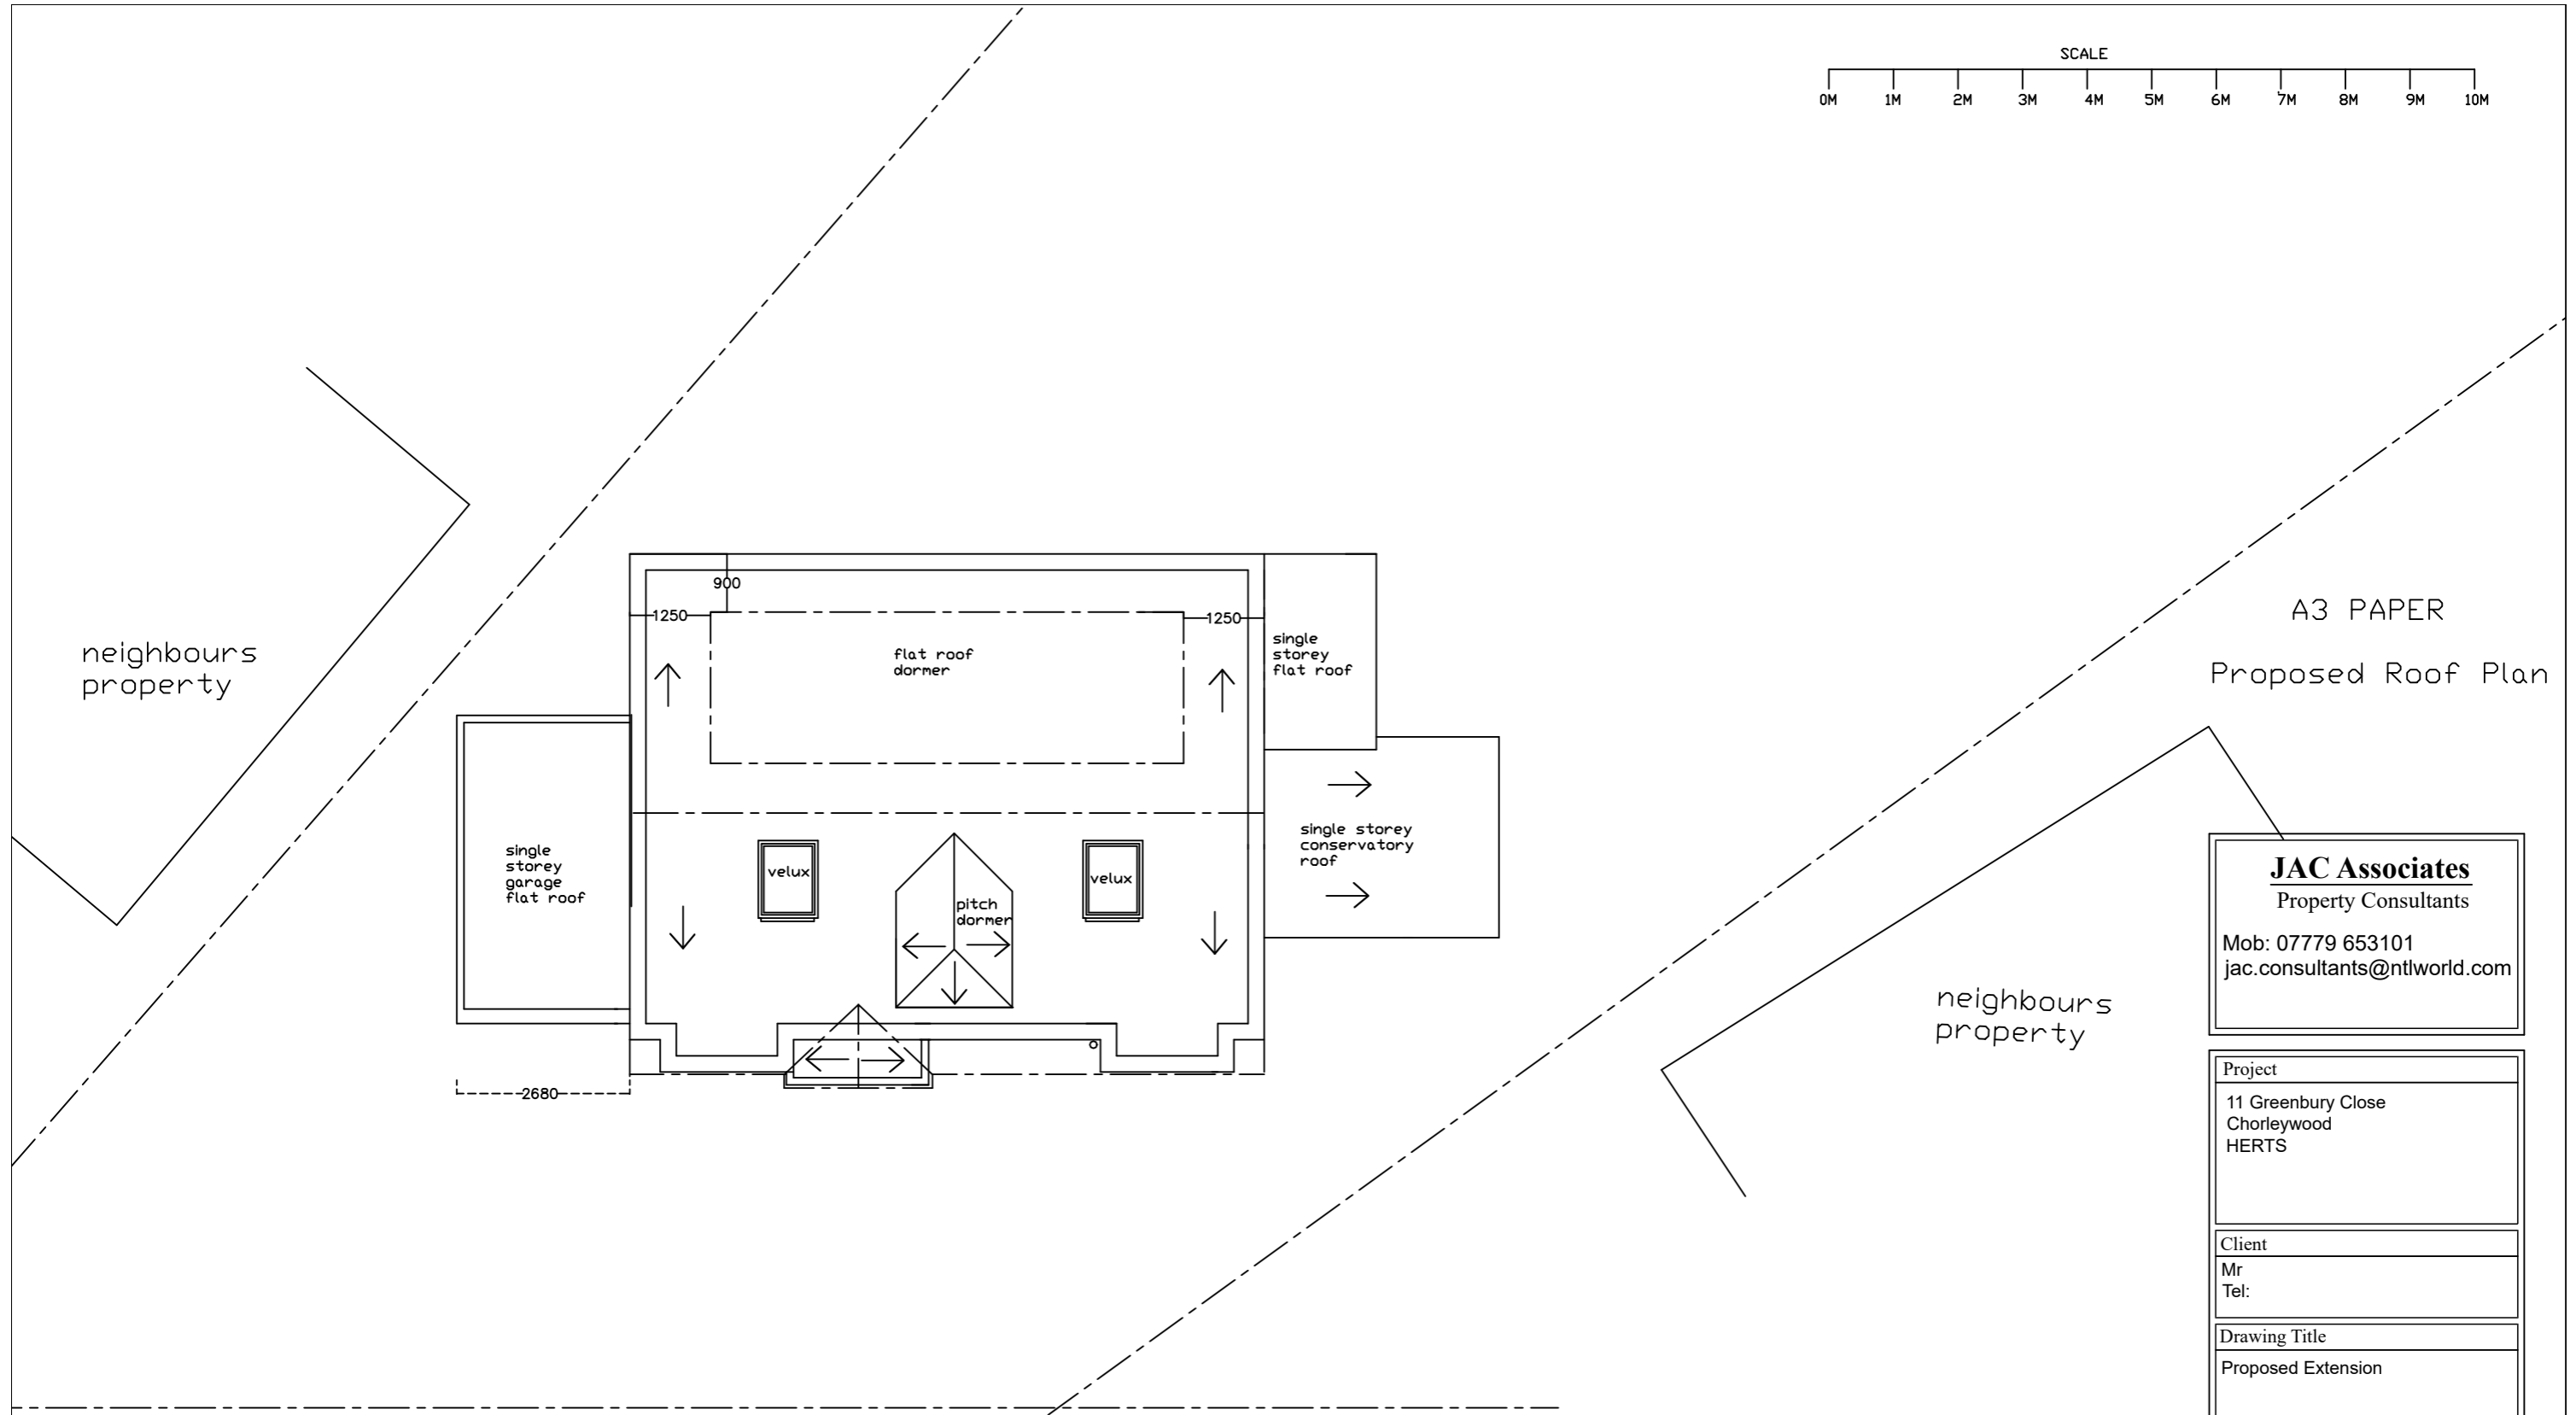 SCALE
0M 1M 2M 3M 4M 5M 6M 7M 8M 9M 10M
neighbours
property
900
1250
1250
flat roof
dormer
single
storey
flat roof
A3 PAPER
Proposed Roof Plan
single
storey
garage
flat roof
velux
pitch
dormer
velux
single storey
conservatory
roof
2680
neighbours
property
JAC Associates
Property Consultants
Mob: 07779 653101
jac.consultants@ntlworld.com
Project
11 Greenbury Close
Chorleywood
HERTS
Client
Mr
Tel:
Drawing Title
Proposed Extension